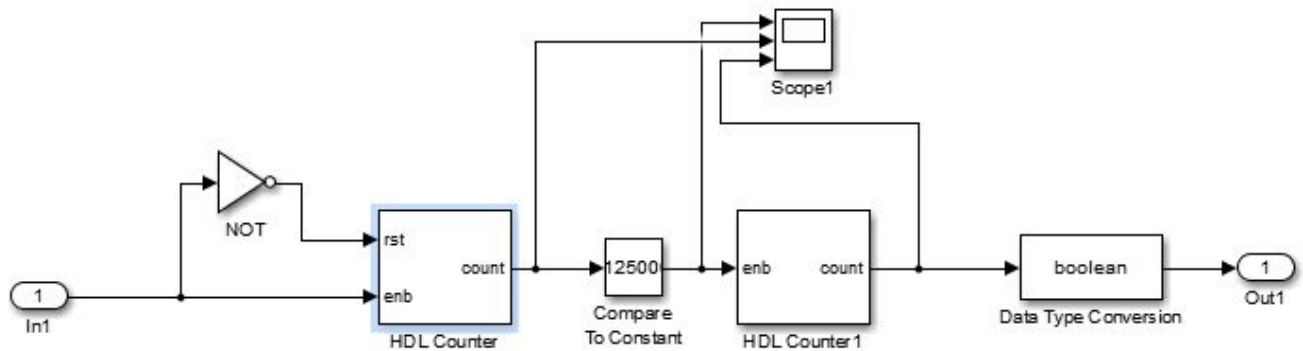 Scope1
NOT
rst
count
enb
HDL Counter
Compare
To Constant
enb
count
HDL Counter1
boolean
Data Type Conversion
1
In1
1
Out1